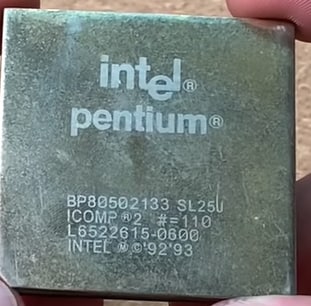 intel®
pentium®
BP80502133 SL25U
ICOMP®2 #=110
L6522615-0600
INTEL Ⓜ©'92'93